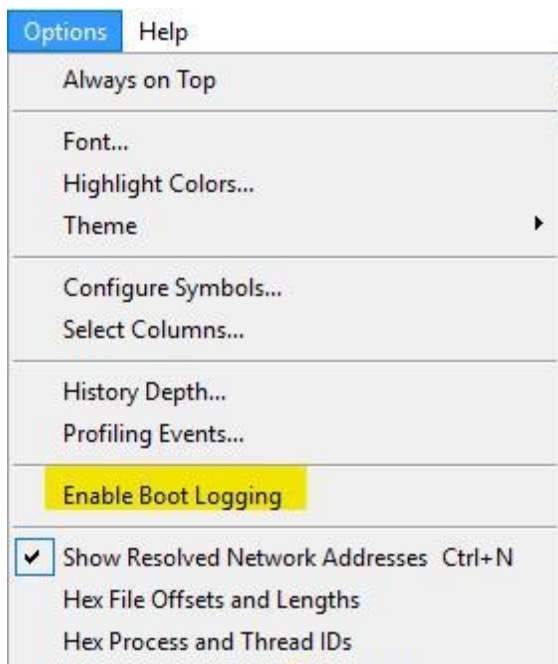 Options Help
Always on Top
Font...
Highlight Colors...
Theme
Configure Symbols...
Select Columns...
History Depth...
Profiling Events...
Enable Boot Logging
Show Resolved Network Addresses Ctrl+N
Hex File Offsets and Lengths
Hex Process and Thread IDs